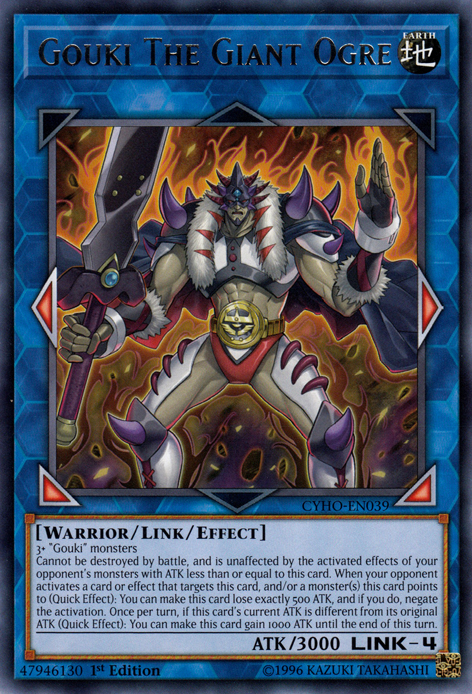 Gouki The Giant Ogre
EARTH
地
CYHO-EN039
[Warrior/Link/Effect]
3+ "Gouki" monsters
Cannot be destroyed by battle, and is unaffected by the activated effects of your
opponent's monsters with ATK less than or equal to this card. When your opponent
activates a card or effect that targets this card, and/or a monster(s) this card points
to (Quick Effect): You can make this card lose exactly 500 ATK, and if you do, negate
the activation. Once per turn, if this card's current ATK is different from its original
ATK (Quick Effect): You can make this card gain 1000 ATK until the end of this turn.
ATK/3000 LINK-4
47946130 1st Edition ©1996 KAZUKI TAKAHASHI